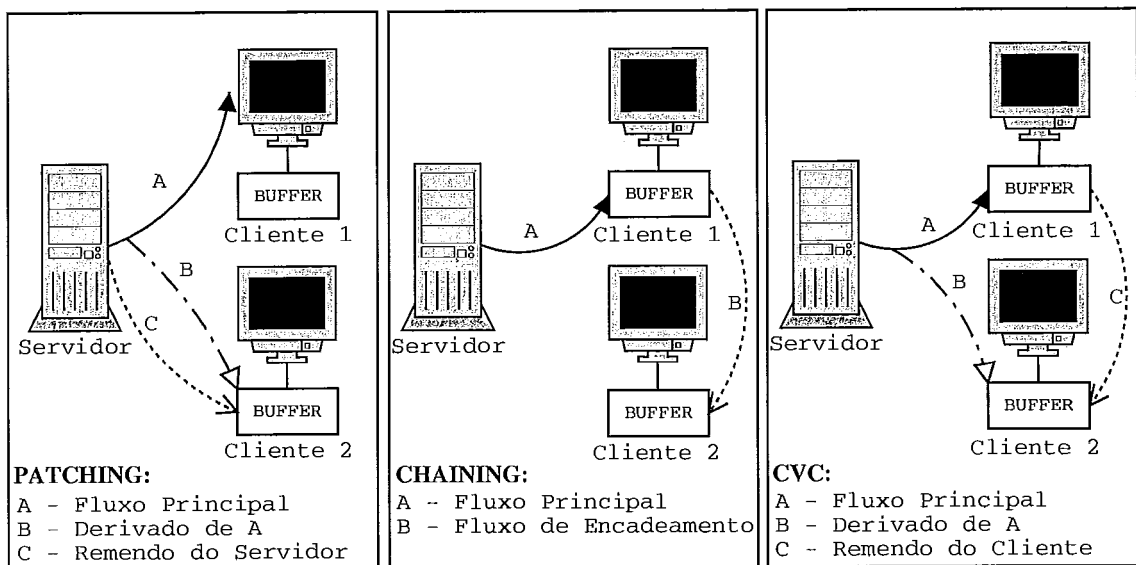 A
BUFFER
Cliente 1
B
C
Servidor
BUFFER
Cliente 2
PATCHING:
A - Fluxo Principal
B - Derivado de A
C - Remendo do Servidor
A
BUFFER
Cliente 1
B
Servidor
BUFFER
Cliente 2
CHAINING:
A - Fluxo Principal
B - Fluxo de Encadeamento
A
BUFFER
Cliente 1
B
C
Servidor
BUFFER
Cliente 2
CVC:
A - Fluxo Principal
B - Derivado de A
C - Remendo do Cliente